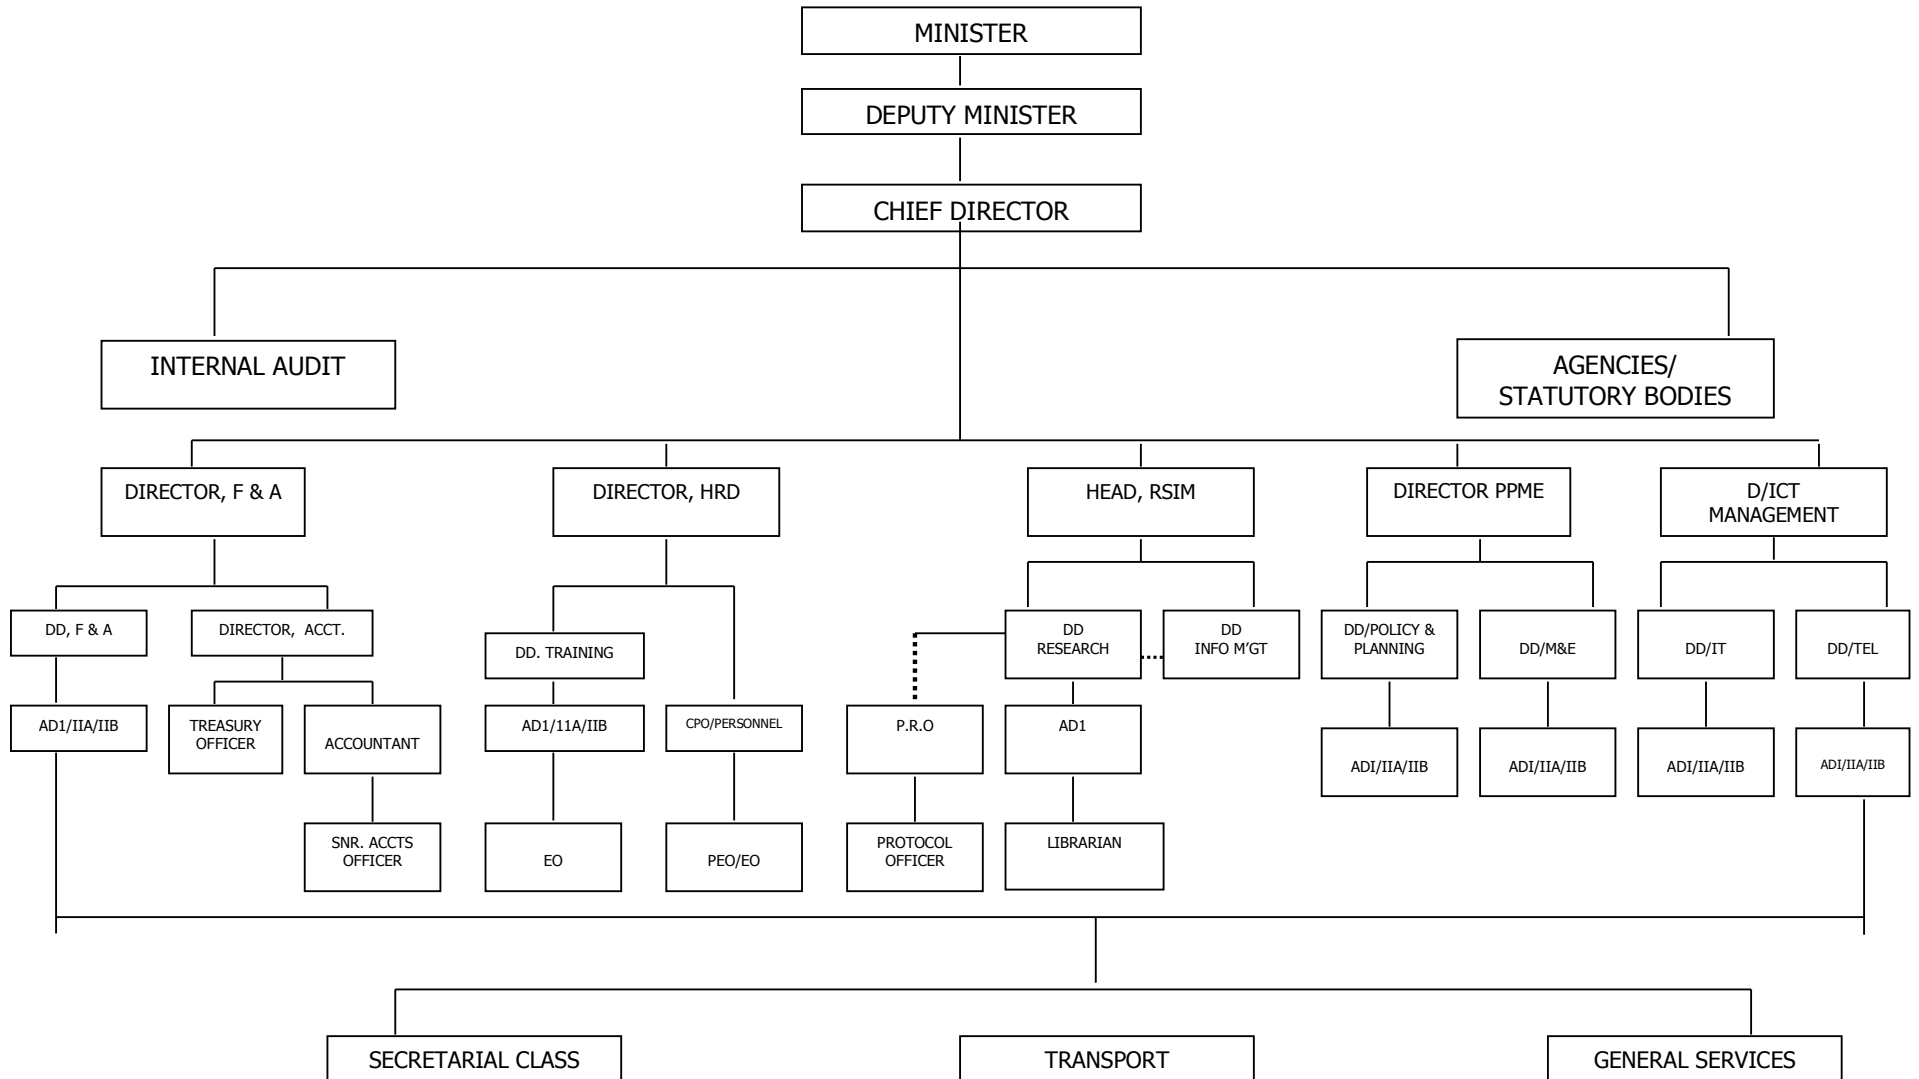 MINISTER
DEPUTY MINISTER
CHIEF DIRECTOR
INTERNAL AUDIT
AGENCIES/
STATUTORY BODIES
DIRECTOR, F & A
DIRECTOR, HRD
HEAD, RSIM
DIRECTOR PPME
D/ICT
MANAGEMENT
DD, F & A
DIRECTOR, ACCT.
DD. TRAINING
DD
RESEARCH
DD
INFO M'GT
DD/POLICY &
PLANNING
DD/M&E
DD/IT
DD/TEL
AD1/IIA/IIB
TREASURY
OFFICER
ACCOUNTANT
AD1/11A/IIB
CPO/PERSONNEL
P.R.O
AD1
ADI/IIA/IIB
ADI/IIA/IIB
ADI/IIA/IIB
ADI/IIA/IIB
SNR. ACCTS
OFFICER
EO
PEO/EO
PROTOCOL
OFFICER
LIBRARIAN
SECRETARIAL CLASS
TRANSPORT
GENERAL SERVICES